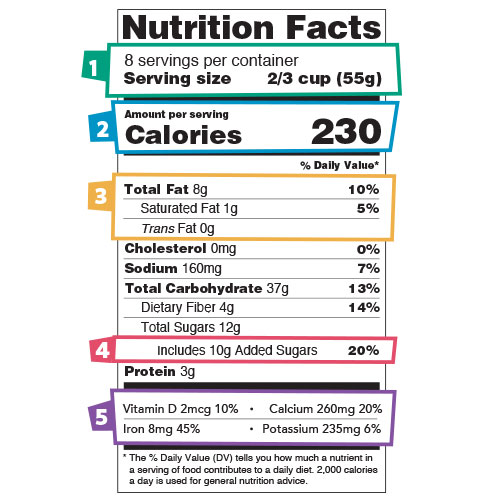 Nutrition Facts
1
8 servings per container
Serving size 2/3 cup (55g)
2
Amount per serving
Calories 230
% Daily Value*
3
Total Fat 8g 10%
Saturated Fat 1g 5%
Trans Fat 0g
Cholesterol 0mg 0%
Sodium 160mg 7%
Total Carbohydrate 37g 13%
Dietary Fiber 4g 14%
Total Sugars 12g
4
Includes 10g Added Sugars 20%
Protein 3g
5
Vitamin D 2mcg 10% • Calcium 260mg 20%
Iron 8mg 45% • Potassium 235mg 6%
* The % Daily Value (DV) tells you how much a nutrient in
a serving of food contributes to a daily diet. 2,000 calories
a day is used for general nutrition advice.